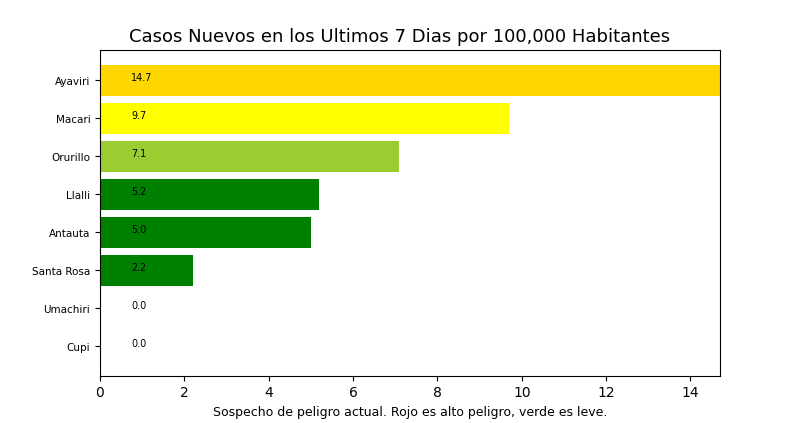 Casos Nuevos en los Ultimos 7 Dias por 100,000 Habitantes
Ayaviri 14.7
Macari 9.7
Orurillo 7.1
Llalli 5.2
Antauta 5.0
Santa Rosa 2.2
Umachiri 0.0
Cupi 0.0
0 2 4 6 8 10 12 14
Sospecho de peligro actual. Rojo es alto peligro, verde es leve.